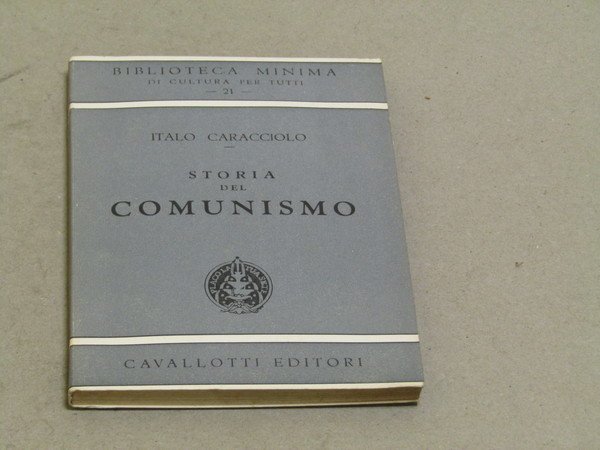 BIBLIOTECA MINIMA
DI CULTURA PER TUTTI
— 21 —
ITALO CARACCIOLO
—
STORIA
DEL
COMUNISMO
CAVALLOTTI EDITORI